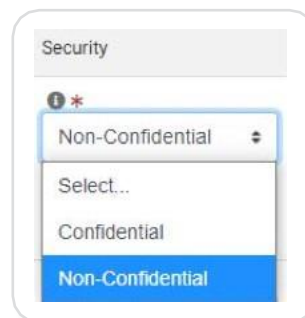 Security
*
Non-Confidential
Select...
Confidential
Non-Confidential